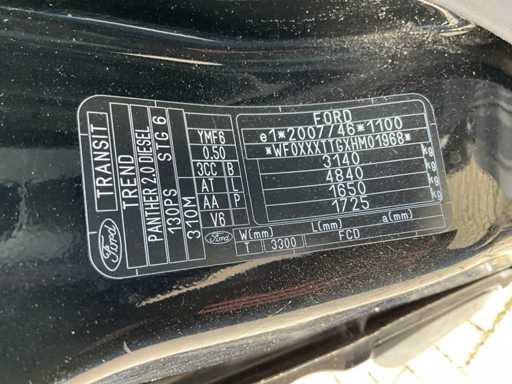 Ford
TRANSIT
TREND
PANTHER 2.0 DIESEL
130PS STG 6
310M
YMF6
0.50
3CC B
AT L
AA P
V6
FORD
e1*2007/46*1100
*WF0XXXTTGXHM01968*
3140 kg
4840 kg
1650 kg
1725 kg
Ford
W(mm) L(mm) a(mm)
T 3300 FCD